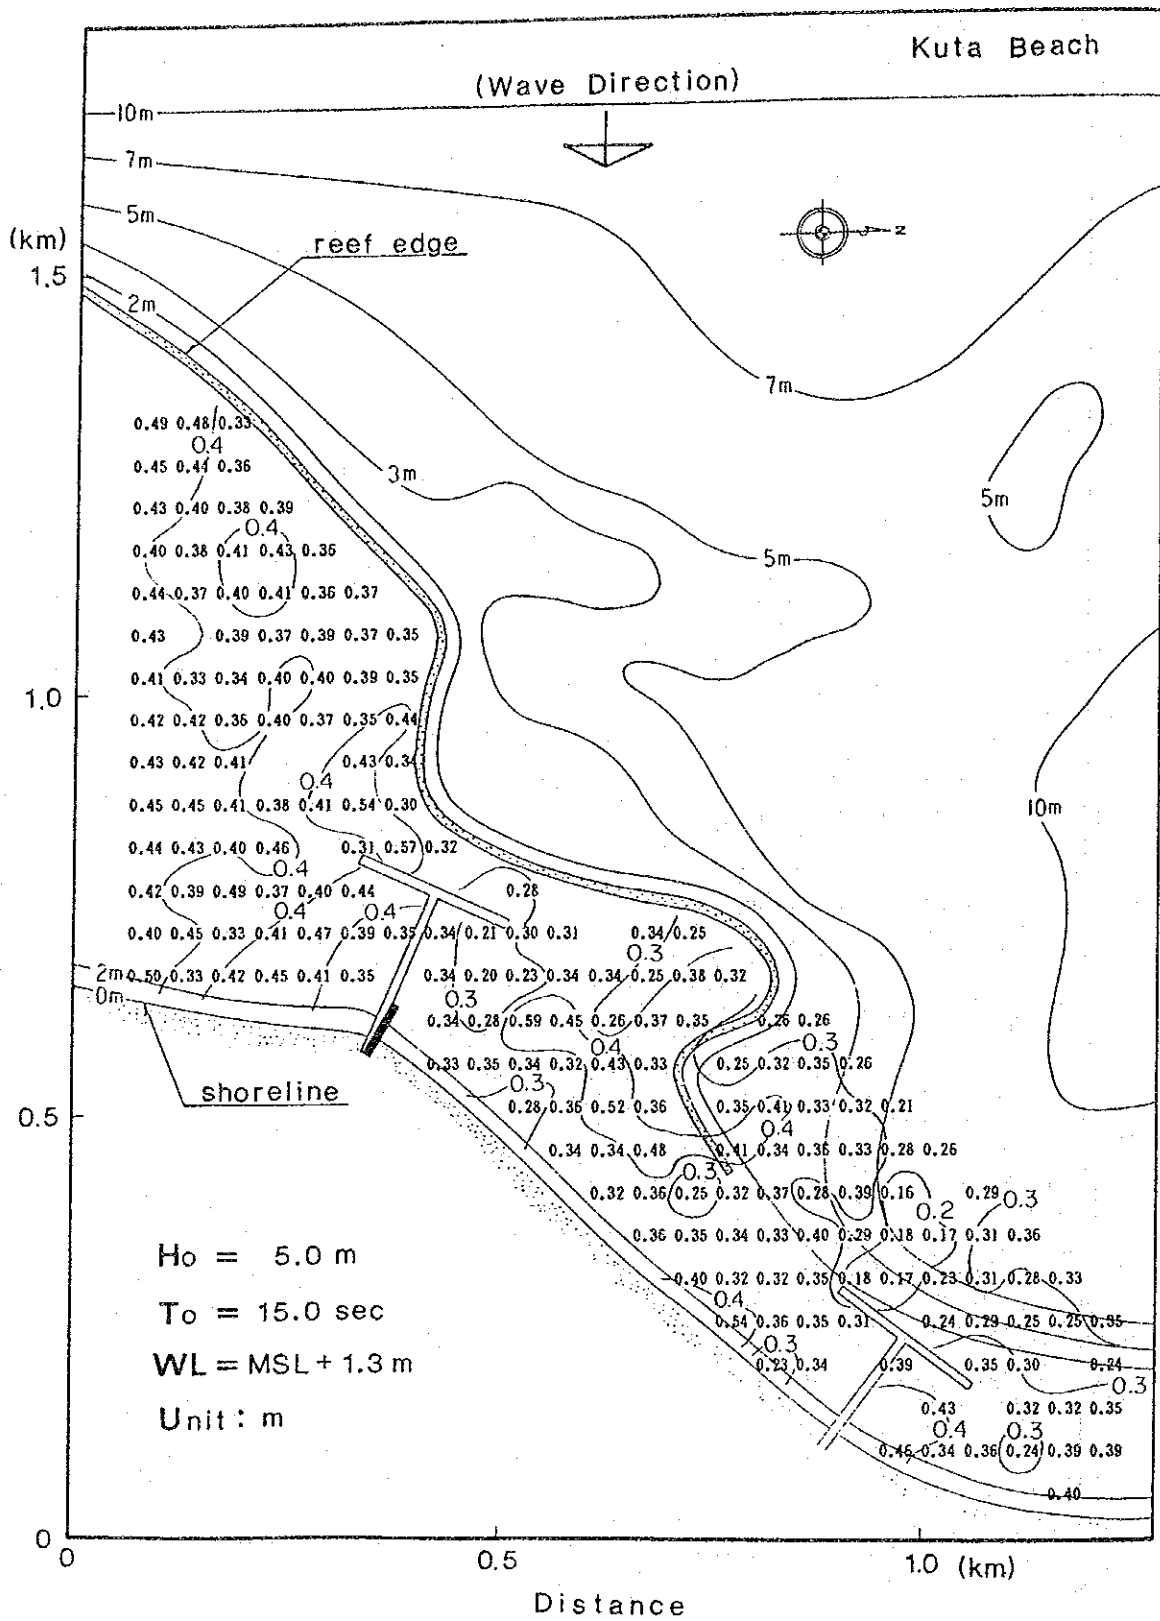 Kuta Beach
(Wave Direction)
10m
7m
5m
(km)
reef edge
1.5
2m
7m
0.49 0.48 0.33
0.4
0.45 0.44 0.36
3m
5m
0.43 0.40 0.38 0.39
0.4
0.40 0.38 0.41 0.43 0.36
5m
0.44 0.37 0.40 0.41 0.36 0.37
0.43 0.39 0.37 0.39 0.37 0.35
0.41 0.33 0.34 0.40 0.40 0.39 0.35
1.0
0.42 0.42 0.36 0.40 0.37 0.35 0.44
0.43 0.42 0.41 0.43 0.34
0.4
0.45 0.45 0.41 0.38 0.41 0.54 0.30
10m
0.44 0.43 0.40 0.46 0.31 0.57 0.32
0.4
0.42 0.39 0.49 0.37 0.40 0.44 0.28
0.4 0.4
0.40 0.45 0.33 0.41 0.47 0.39 0.35 0.34 0.21 0.30 0.31 0.34 0.25
0.3
2m 0.50 0.33 0.42 0.45 0.41 0.35 0.34 0.20 0.23 0.34 0.34 0.25 0.38 0.32
0m 0.3
0.34 0.28 0.59 0.45 0.26 0.37 0.35 0.26 0.26
0.4 0.3
0.33 0.35 0.34 0.32 0.43 0.33 0.25 0.32 0.35 0.26
shoreline
0.3
0.28 0.36 0.52 0.36 0.35 0.41 0.33 0.32 0.21
0.5
0.4
0.34 0.34 0.48 0.41 0.34 0.36 0.33 0.28 0.26
0.3
0.32 0.36 0.25 0.32 0.37 0.28 0.39 0.16 0.29
0.3
0.2
0.36 0.35 0.34 0.33 0.40 0.29 0.18 0.17 0.31 0.36
Ho = 5.0 m
0.40 0.32 0.32 0.35 0.18 0.17 0.23 0.31 0.28 0.33
0.4
To = 15.0 sec
0.54 0.36 0.35 0.31 0.24 0.29 0.25 0.25 0.35
0.3
WL = MSL + 1.3 m
0.23 0.34 0.39 0.35 0.30 0.24
0.3
Unit : m
0.43 0.32 0.32 0.35
0.4 0.3
0.46 0.34 0.36 0.24 0.39 0.39
0.40
0
0 0.5 1.0 (km)
Distance